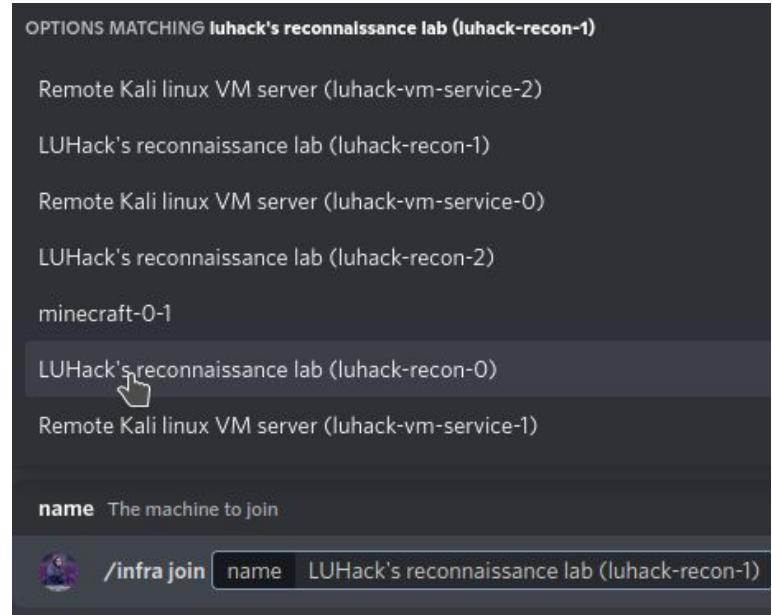 OPTIONS MATCHING luhack's reconnaissance lab (luhack-recon-1)
Remote Kali linux VM server (luhack-vm-service-2)
LUHack's reconnaissance lab (luhack-recon-1)
Remote Kali linux VM server (luhack-vm-service-0)
LUHack's reconnaissance lab (luhack-recon-2)
minecraft-0-1
LUHack's reconnaissance lab (luhack-recon-0)
Remote Kali linux VM server (luhack-vm-service-1)
name The machine to join
/infra join name LUHack's reconnaissance lab (luhack-recon-1)